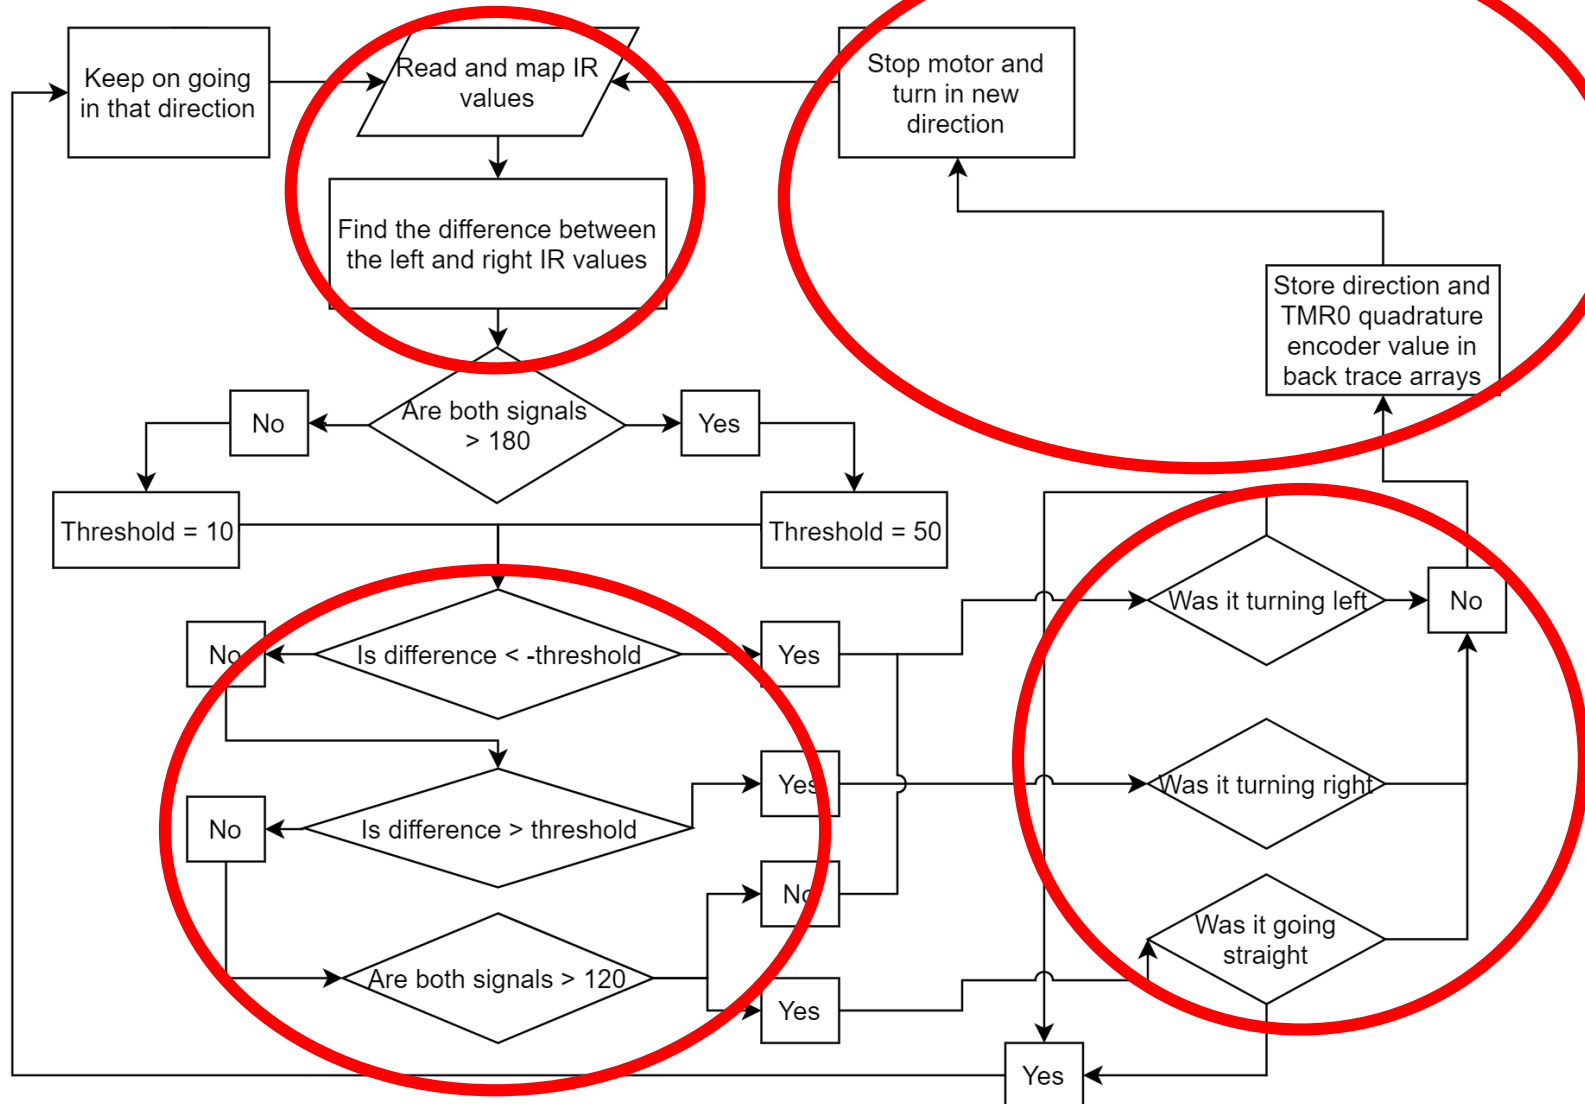 Keep on going
in that direction
Read and map IR
values
Stop motor and
turn in new
direction
Find the difference between
the left and right IR values
Store direction and
TMR0 quadrature
encoder value in
back trace arrays
No
Are both signals
> 180
Yes
Threshold = 10
Threshold = 50
Was it turning left
No
No
Is difference < -threshold
Yes
Yes
Was it turning right
No
Is difference > threshold
No
Was it going
straight
Are both signals > 120
Yes
Yes